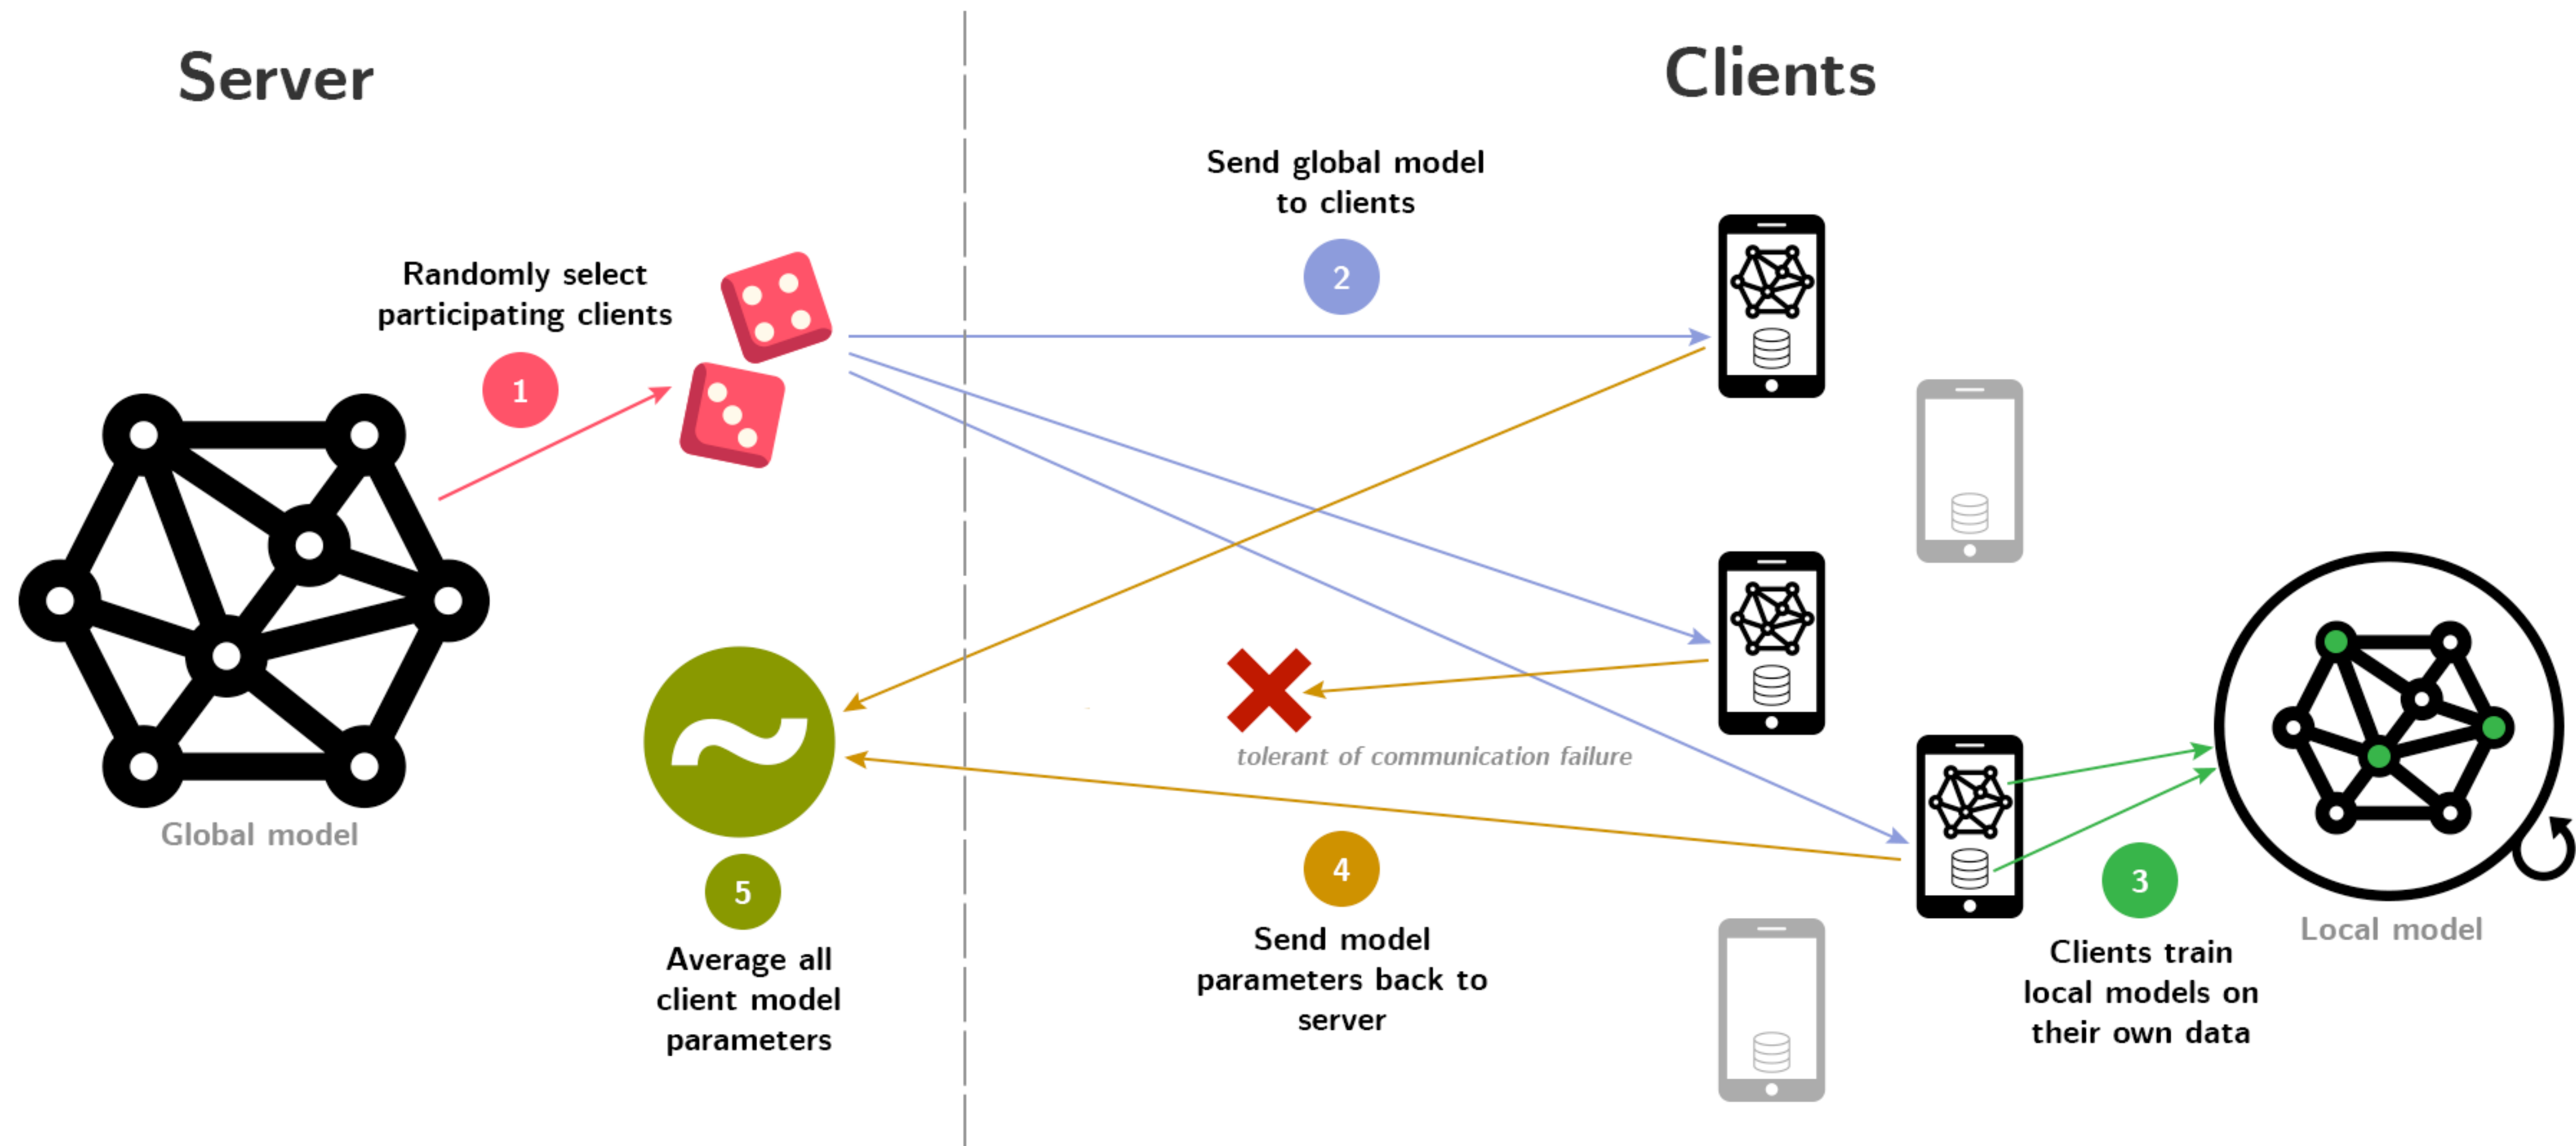 Server
Clients
Randomly select
participating clients
1
Send global model
to clients
2
Global model
tolerant of communication failure
5
Average all
client model
parameters
4
Send model
parameters back to
server
3
Clients train
local models on
their own data
Local model